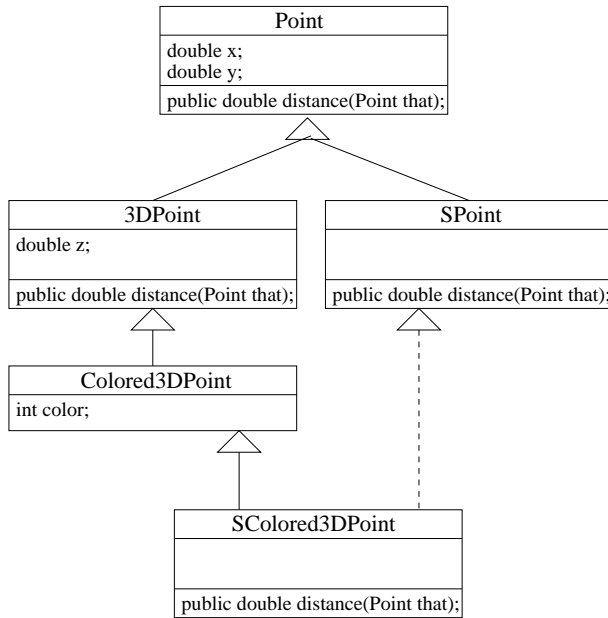 Point
double x;
double y;
public double distance(Point that);
3DPoint
double z;
public double distance(Point that);
SPoint
public double distance(Point that);
Colored3DPoint
int color;
SColored3DPoint
public double distance(Point that);